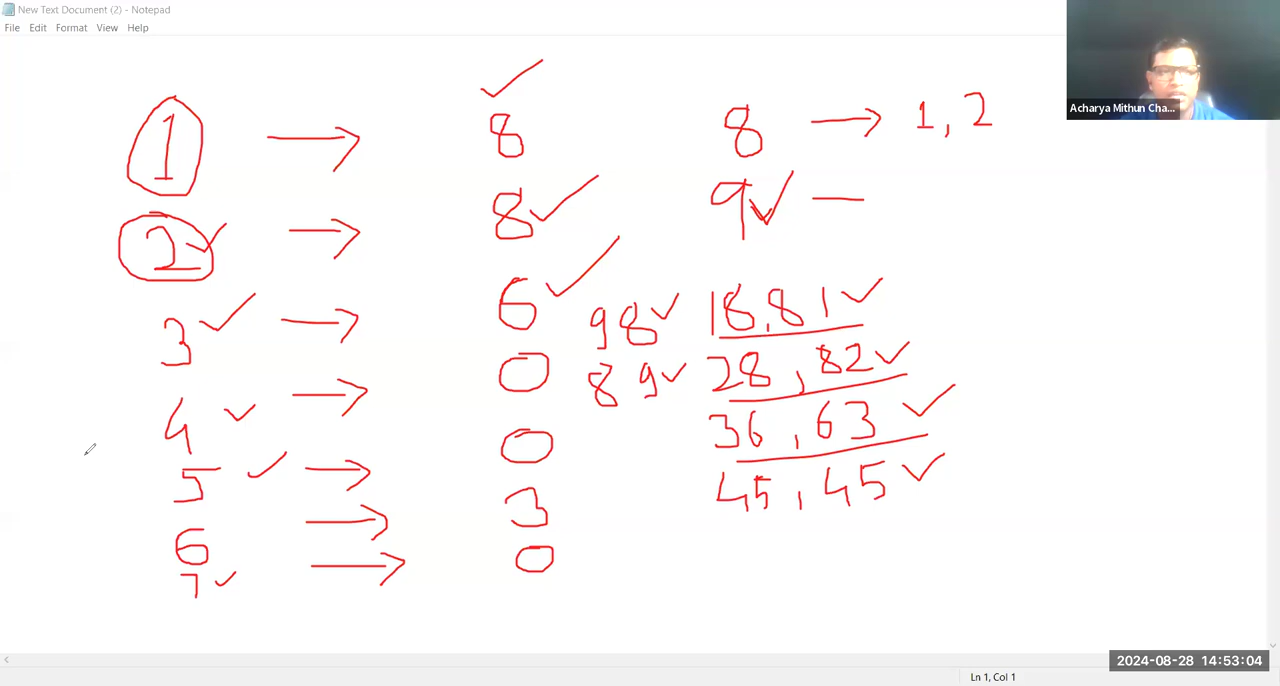 New Text Document (2) - Notepad
File Edit Format View Help
Acharya Mithun Cha...
1 → 8
8 → 1, 2
2 ✓ → 8 ✓
9 ✓ —
3 ✓ → 6 ✓
98 ✓ 18, 81 ✓
4 ✓ → 0
89 ✓ 28, 82 ✓
5 ✓ → 0
36, 63 ✓
6 → 3
45, 45 ✓
7 ✓ → 0
2024-08-28 14:53:04
Ln 1, Col 1